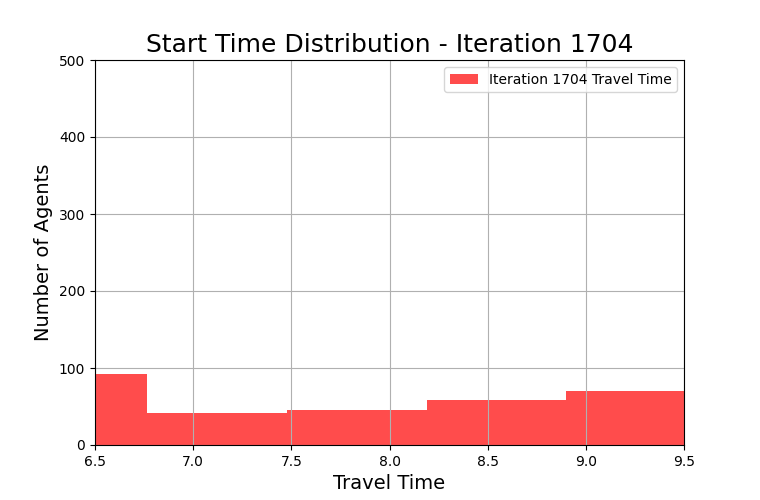 Start Time Distribution - Iteration 1704
Iteration 1704 Travel Time
Number of Agents
500
400
300
200
100
0
6.5 7.0 7.5 8.0 8.5 9.0 9.5
Travel Time